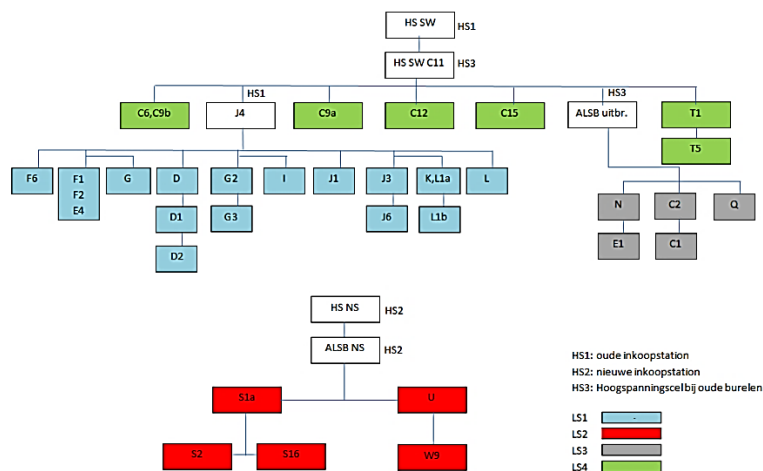 HS SW
HS1
HS SW C11
HS3
HS1
HS3
C6,C9b
J4
C9a
C12
C15
ALSB uitbr.
T1
T5
F6
F1
F2
E4
G
D
G2
I
J1
J3
K,L1a
L
D1
G3
J6
L1b
D2
N
C2
Q
E1
C1
HS NS
HS2
ALSB NS
HS2
S1a
U
S2
S16
W9
HS1: oude inkoopstation
HS2: nieuwe inkoopstation
HS3: Hoogspanningscel bij oude burelen
LS1 -
LS2
LS3
LS4